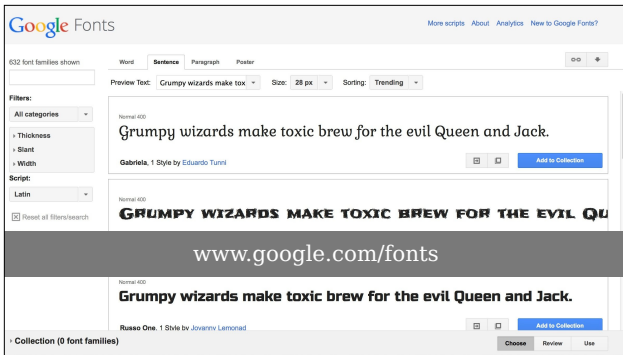 Google Fonts
More scripts About Analytics New to Google Fonts?
632 font families shown
Word Sentence Paragraph Poster
Preview Text: Grumpy wizards make tox Size: 28 px Sorting: Trending
Filters:
All categories
Thickness
Slant
Width
Script:
Latin
Reset all filters/search
Normal 400
Grumpy wizards make toxic brew for the evil Queen and Jack.
Gabriela, 1 Style by Eduardo Tunni
Add to Collection
Normal 400
GRUMPY WIZARDS MAKE TOXIC BREW FOR THE EVIL QU
www.google.com/fonts
Normal 400
Grumpy wizards make toxic brew for the evil Queen and Jack.
Russo One, 1 Style by Jovanny Lemonad
Add to Collection
Collection (0 font families)
Choose Review Use